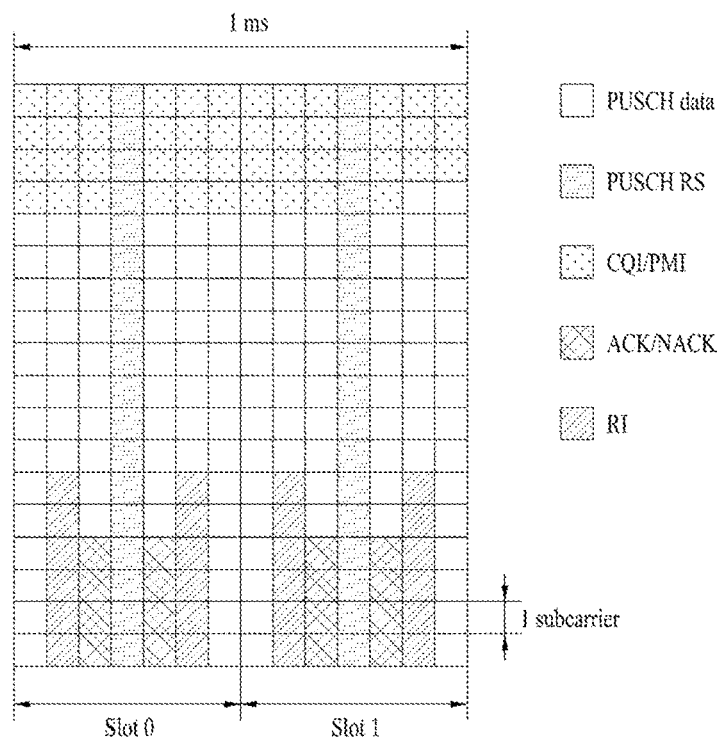 1 ms
PUSCH data
PUSCH RS
CQI/PMI
ACK/NACK
RI
1 subcarrier
Slot 0
Slot 1